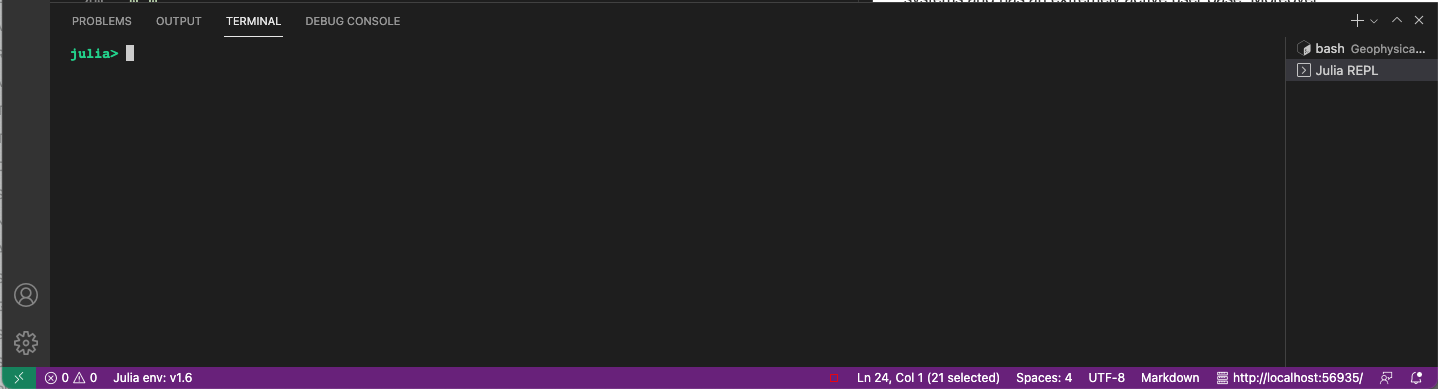 PROBLEMS OUTPUT TERMINAL DEBUG CONSOLE
julia>
bash Geophysica...
Julia REPL
0 0 Julia env: v1.6 Ln 24, Col 1 (21 selected) Spaces: 4 UTF-8 Markdown http://localhost:56935/